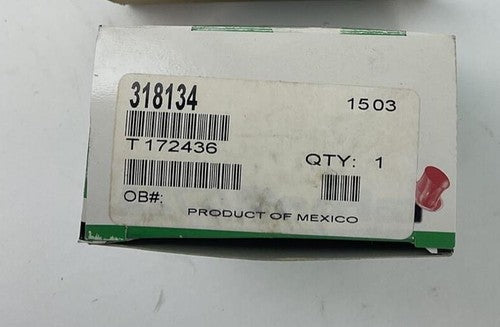 318134 1503
T 172436
QTY: 1
OB#:
PRODUCT OF MEXICO